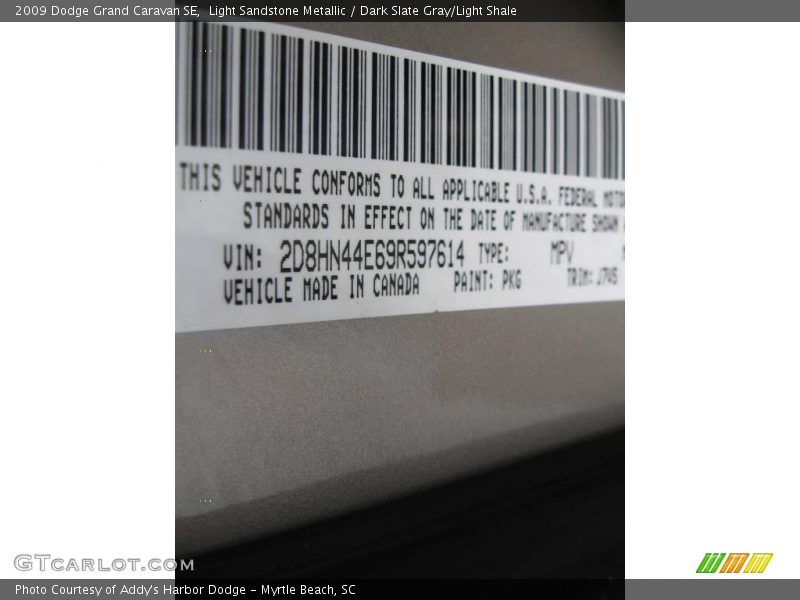 2009 Dodge Grand Caravan SE, Light Sandstone Metallic / Dark Slate Gray/Light Shale
THIS VEHICLE CONFORMS TO ALL APPLICABLE U.S.A. FEDERAL
STANDARDS IN EFFECT ON THE DATE OF MANUFACTURE SHOWN
VIN: 2D8HN44E69R597614 TYPE: MPV
VEHICLE MADE IN CANADA PAINT: PKG TRIM: J7W5
GTCARLOT.COM
Photo Courtesy of Addy's Harbor Dodge - Myrtle Beach, SC